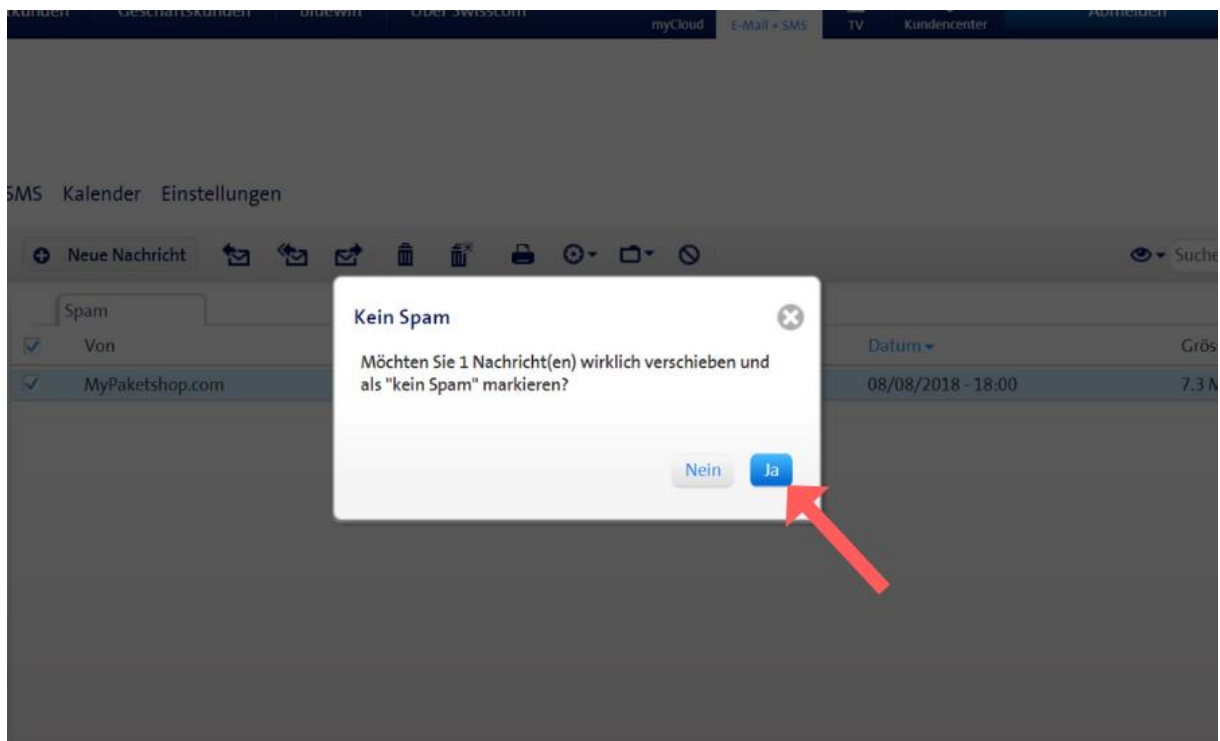 Geschäftskunden Bluewin Über Swisscom Abmelden
myCloud E-Mail + SMS TV Kundencenter
SMS Kalender Einstellungen
Neue Nachricht Suche
Spam
Kein Spam
Von Datum Grös
Möchten Sie 1 Nachricht(en) wirklich verschieben und
als "kein Spam" markieren?
MyPaketshop.com 08/08/2018 - 18:00 7.3 M
Nein Ja